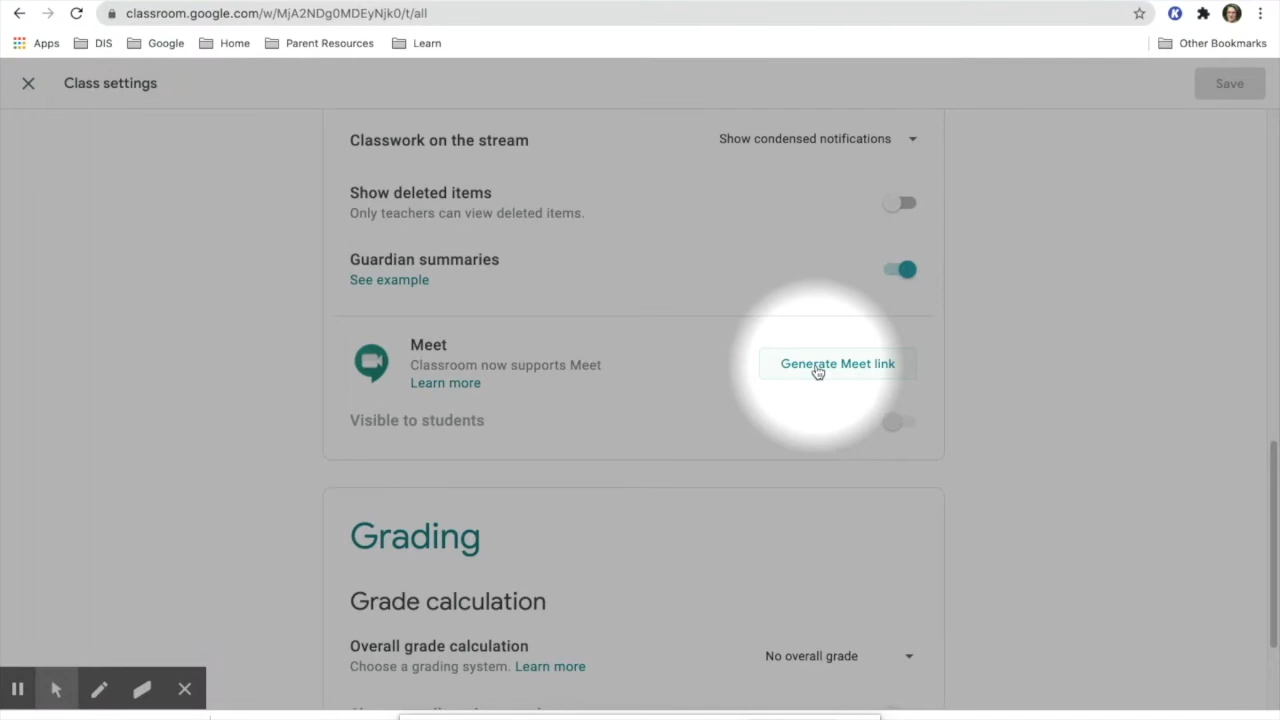 classroom.google.com/w/MjA2NDg0MDEyNjk0/t/all
K
Apps DIS Google Home Parent Resources Learn Other Bookmarks
Class settings Save
Classwork on the stream Show condensed notifications
Show deleted items
Only teachers can view deleted items.
Guardian summaries
See example
Meet
Classroom now supports Meet
Learn more
Generate Meet link
Visible to students
Grading
Grade calculation
Overall grade calculation
Choose a grading system. Learn more
No overall grade